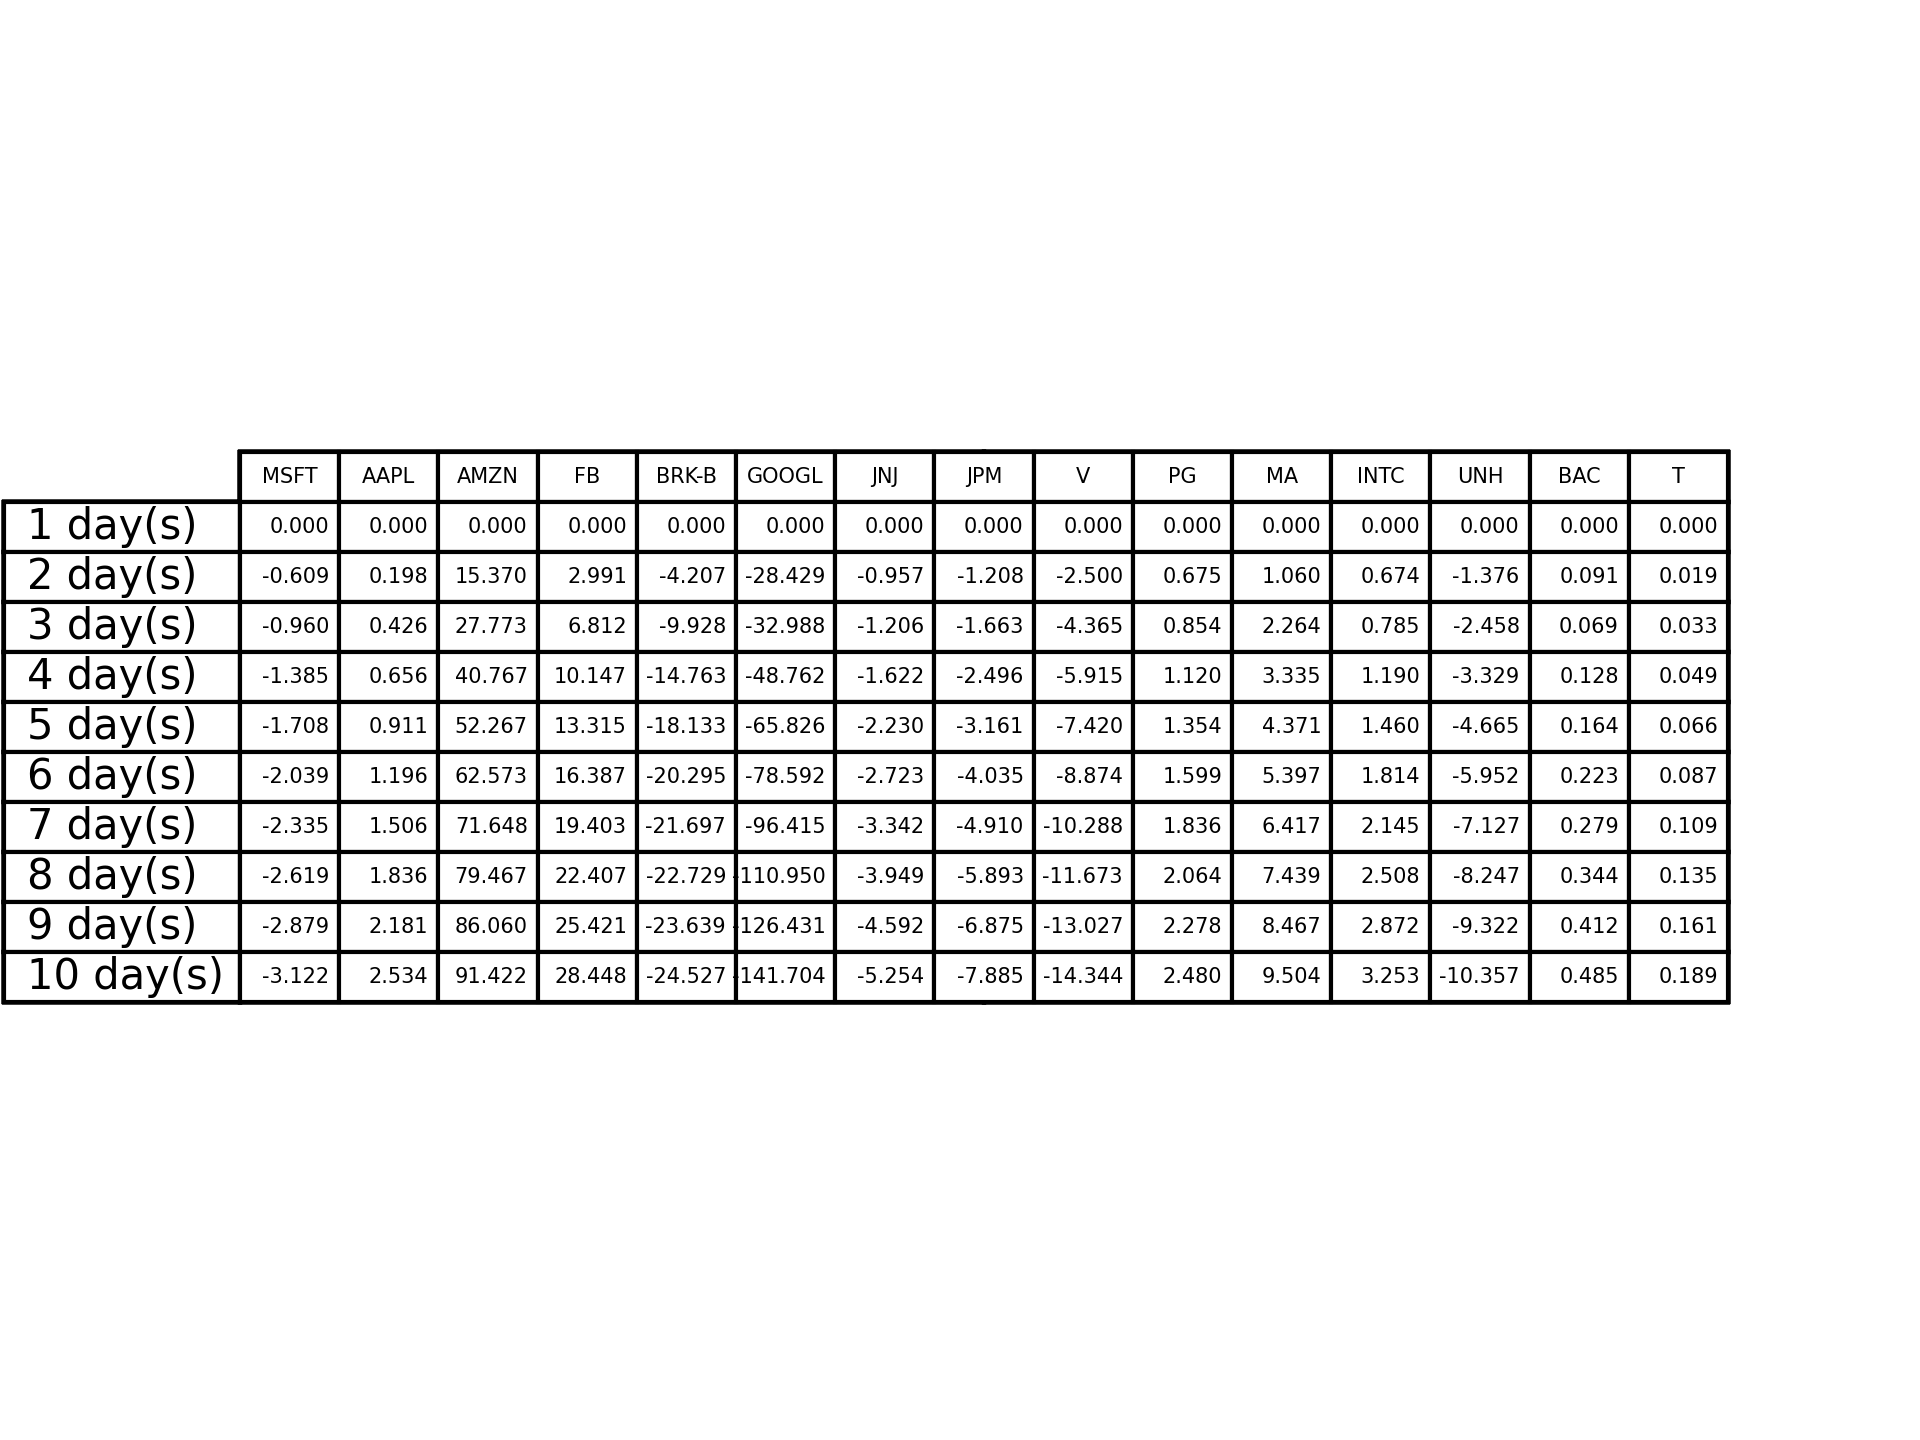 MSFT AAPL AMZN FB BRK-B GOOGL JNJ JPM V PG MA INTC UNH BAC T
1 day(s) 0.000 0.000 0.000 0.000 0.000 0.000 0.000 0.000 0.000 0.000 0.000 0.000 0.000 0.000 0.000
2 day(s) -0.609 0.198 15.370 2.991 -4.207 -28.429 -0.957 -1.208 -2.500 0.675 1.060 0.674 -1.376 0.091 0.019
3 day(s) -0.960 0.426 27.773 6.812 -9.928 -32.988 -1.206 -1.663 -4.365 0.854 2.264 0.785 -2.458 0.069 0.033
4 day(s) -1.385 0.656 40.767 10.147 -14.763 -48.762 -1.622 -2.496 -5.915 1.120 3.335 1.190 -3.329 0.128 0.049
5 day(s) -1.708 0.911 52.267 13.315 -18.133 -65.826 -2.230 -3.161 -7.420 1.354 4.371 1.460 -4.665 0.164 0.066
6 day(s) -2.039 1.196 62.573 16.387 -20.295 -78.592 -2.723 -4.035 -8.874 1.599 5.397 1.814 -5.952 0.223 0.087
7 day(s) -2.335 1.506 71.648 19.403 -21.697 -96.415 -3.342 -4.910 -10.288 1.836 6.417 2.145 -7.127 0.279 0.109
8 day(s) -2.619 1.836 79.467 22.407 -22.729 -110.950 -3.949 -5.893 -11.673 2.064 7.439 2.508 -8.247 0.344 0.135
9 day(s) -2.879 2.181 86.060 25.421 -23.639 -126.431 -4.592 -6.875 -13.027 2.278 8.467 2.872 -9.322 0.412 0.161
10 day(s) -3.122 2.534 91.422 28.448 -24.527 -141.704 -5.254 -7.885 -14.344 2.480 9.504 3.253 -10.357 0.485 0.189